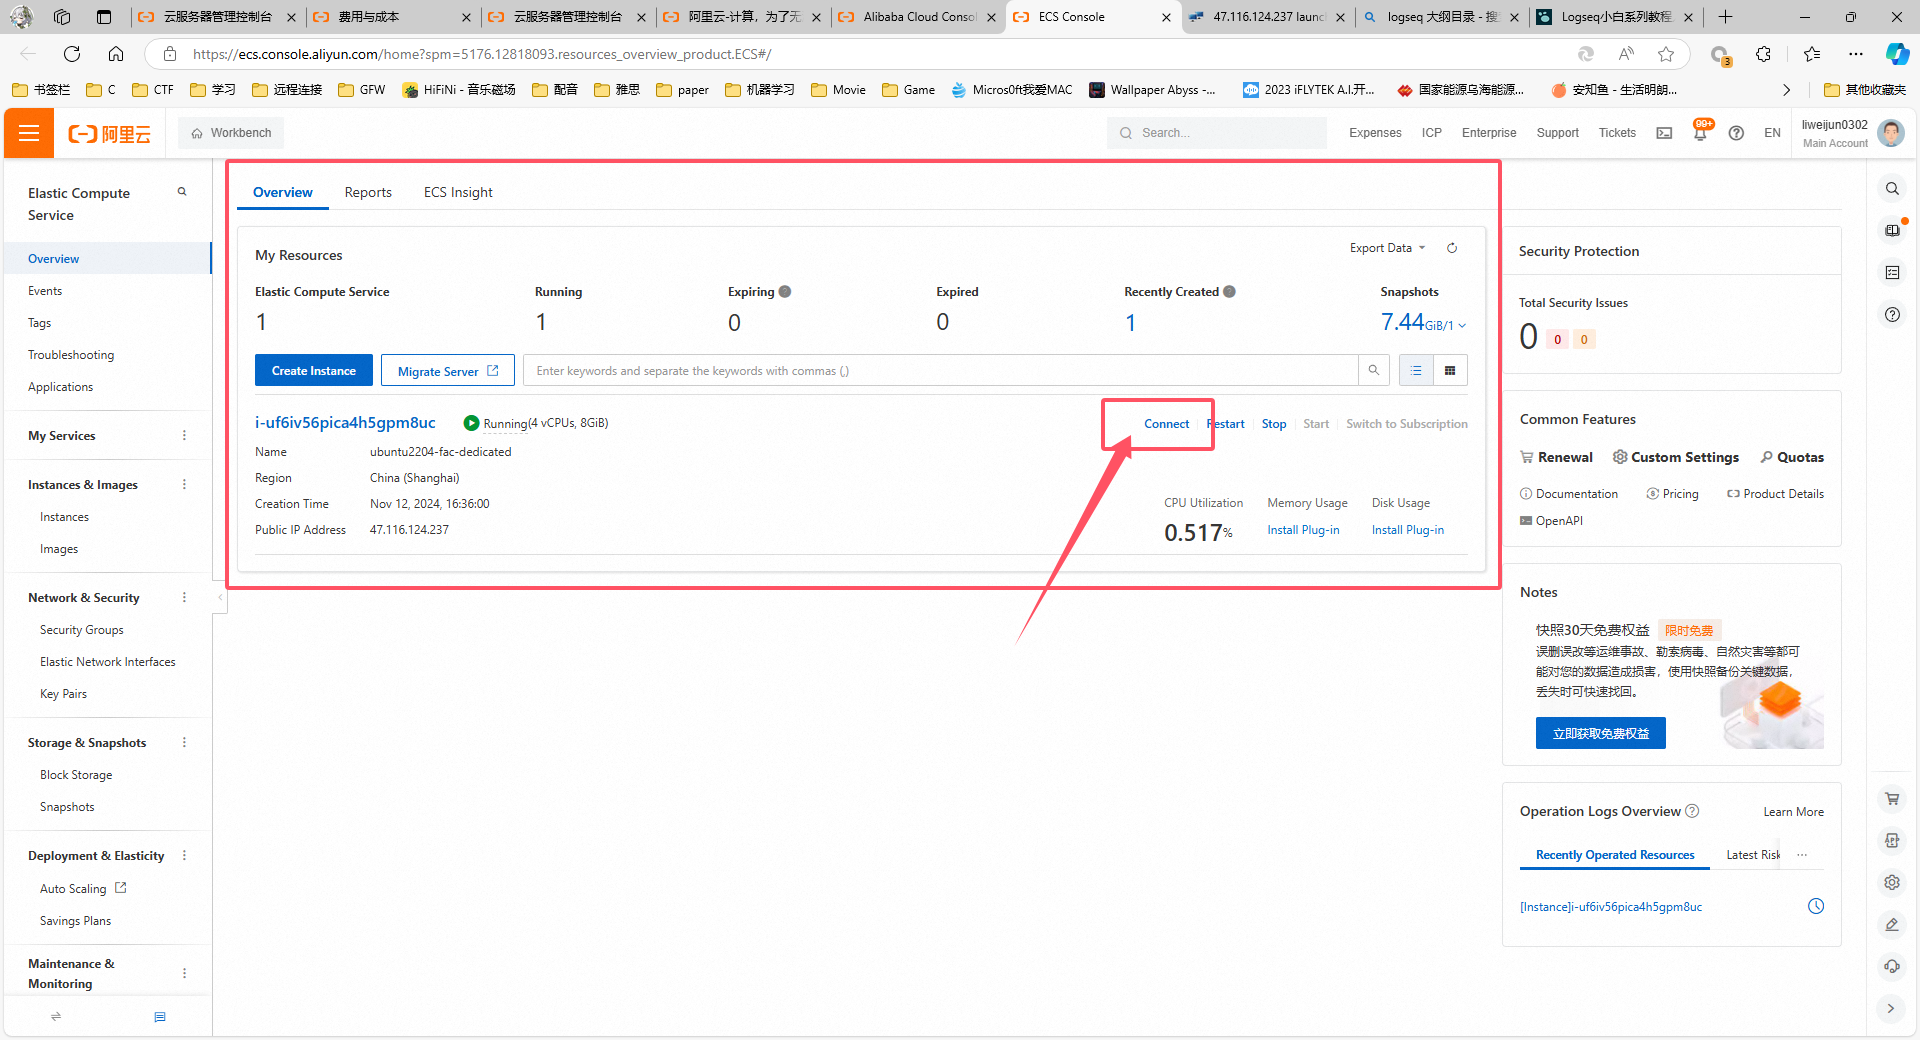 云服务器管理控制台
费用与成本
云服务器管理控制台
阿里云-计算，为了无
Alibaba Cloud Consol
ECS Console
47.116.124.237 launc
logseq 大纲目录 - 搜
Logseq小白系列教程
https://ecs.console.aliyun.com/home?spm=5176.12818093.resources_overview_product.ECS#/
3
书签栏
C
CTF
学习
远程连接
GFW
HiFiNi - 音乐磁场
配音
雅思
paper
机器学习
Movie
Game
Micros0ft我爱MAC
Wallpaper Abyss -...
2023 iFLYTEK A.I.开...
国家能源乌海能源...
安知鱼 - 生活明朗...
其他收藏夹
阿里云
Workbench
Search...
Expenses
ICP
Enterprise
Support
Tickets
99+
EN
liweijun0302
Main Account
Elastic Compute
Service
Overview
Events
Tags
Troubleshooting
Applications
My Services
Instances & Images
Instances
Images
Network & Security
Security Groups
Elastic Network Interfaces
Key Pairs
Storage & Snapshots
Block Storage
Snapshots
Deployment & Elasticity
Auto Scaling
Savings Plans
Maintenance &
Monitoring
Overview
Reports
ECS Insight
My Resources
Export Data
Elastic Compute Service
1
Running
1
Expiring
0
Expired
0
Recently Created
1
Snapshots
7.44GiB/1
Create Instance
Migrate Server
Enter keywords and separate the keywords with commas (,)
i-uf6iv56pica4h5gpm8uc
Running(4 vCPUs, 8GiB)
Connect
Restart
Stop
Start
Switch to Subscription
Name
ubuntu2204-fac-dedicated
Region
China (Shanghai)
Creation Time
Nov 12, 2024, 16:36:00
Public IP Address
47.116.124.237
CPU Utilization
0.517%
Memory Usage
Install Plug-in
Disk Usage
Install Plug-in
Security Protection
Total Security Issues
0
0
0
Common Features
Renewal
Custom Settings
Quotas
Documentation
Pricing
Product Details
OpenAPI
Notes
快照30天免费权益
限时免费
误删误改等运维事故、勒索病毒、自然灾害等都可
能对您的数据造成损害，使用快照备份关键数据，
丢失时可快速找回。
立即获取免费权益
Operation Logs Overview
Learn More
Recently Operated Resources
Latest Risk
...
[Instance]i-uf6iv56pica4h5gpm8uc